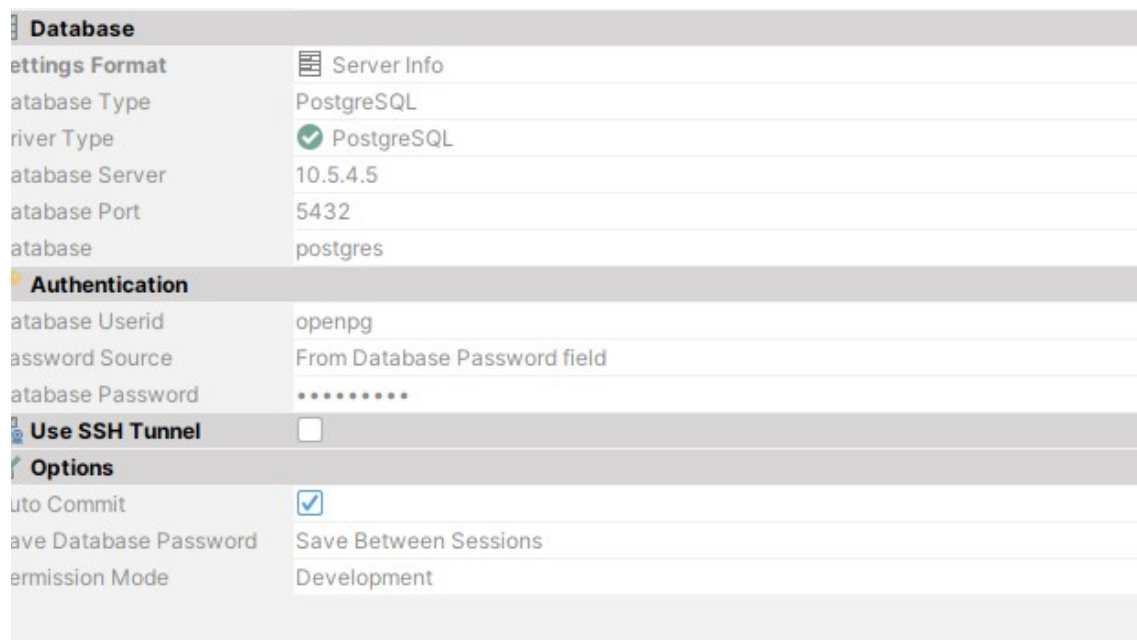 Database
ettings Format Server Info
atabase Type PostgreSQL
river Type PostgreSQL
atabase Server 10.5.4.5
atabase Port 5432
atabase postgres
Authentication
atabase Userid openpg
assword Source From Database Password field
atabase Password •••••••••
Use SSH Tunnel
Options
uto Commit
ave Database Password Save Between Sessions
ermission Mode Development